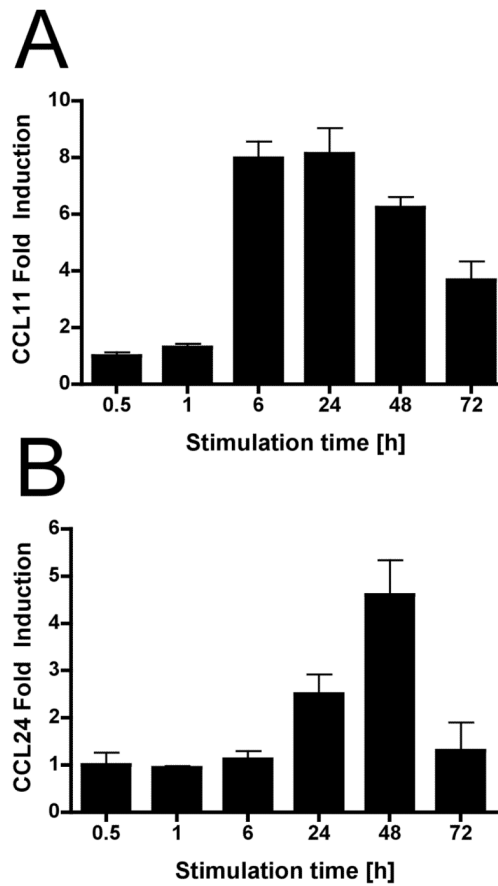 A
CCL11 Fold Induction
10
8
6
4
2
0
0.5 1 6 24 48 72
Stimulation time [h]
B
CCL24 Fold Induction
6
5
4
3
2
1
0
0.5 1 6 24 48 72
Stimulation time [h]